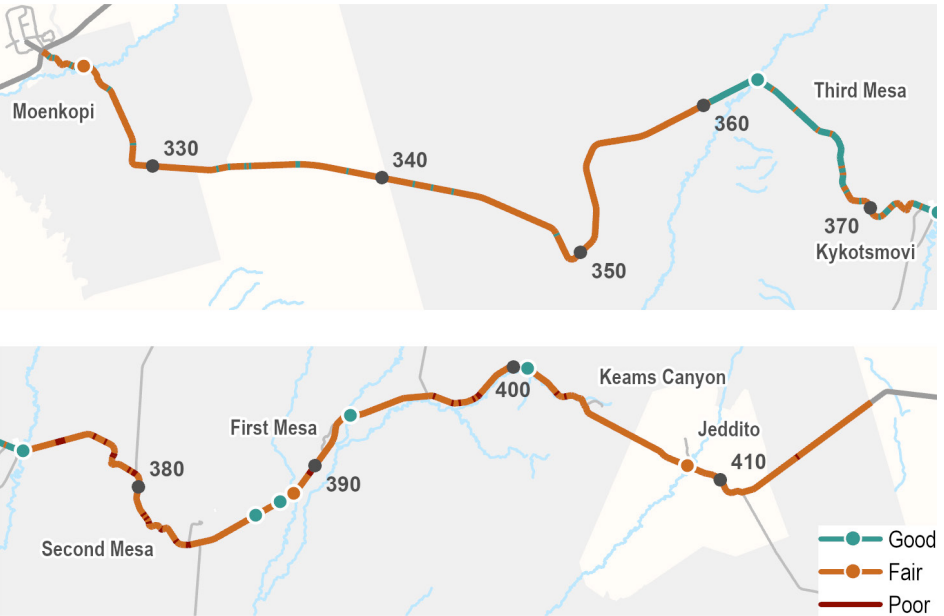 Moenkopi
330
340
350
360
Third Mesa
370
Kykotsmovi
380
Second Mesa
First Mesa
390
400
Keams Canyon
Jeddito
410
Good
Fair
Poor